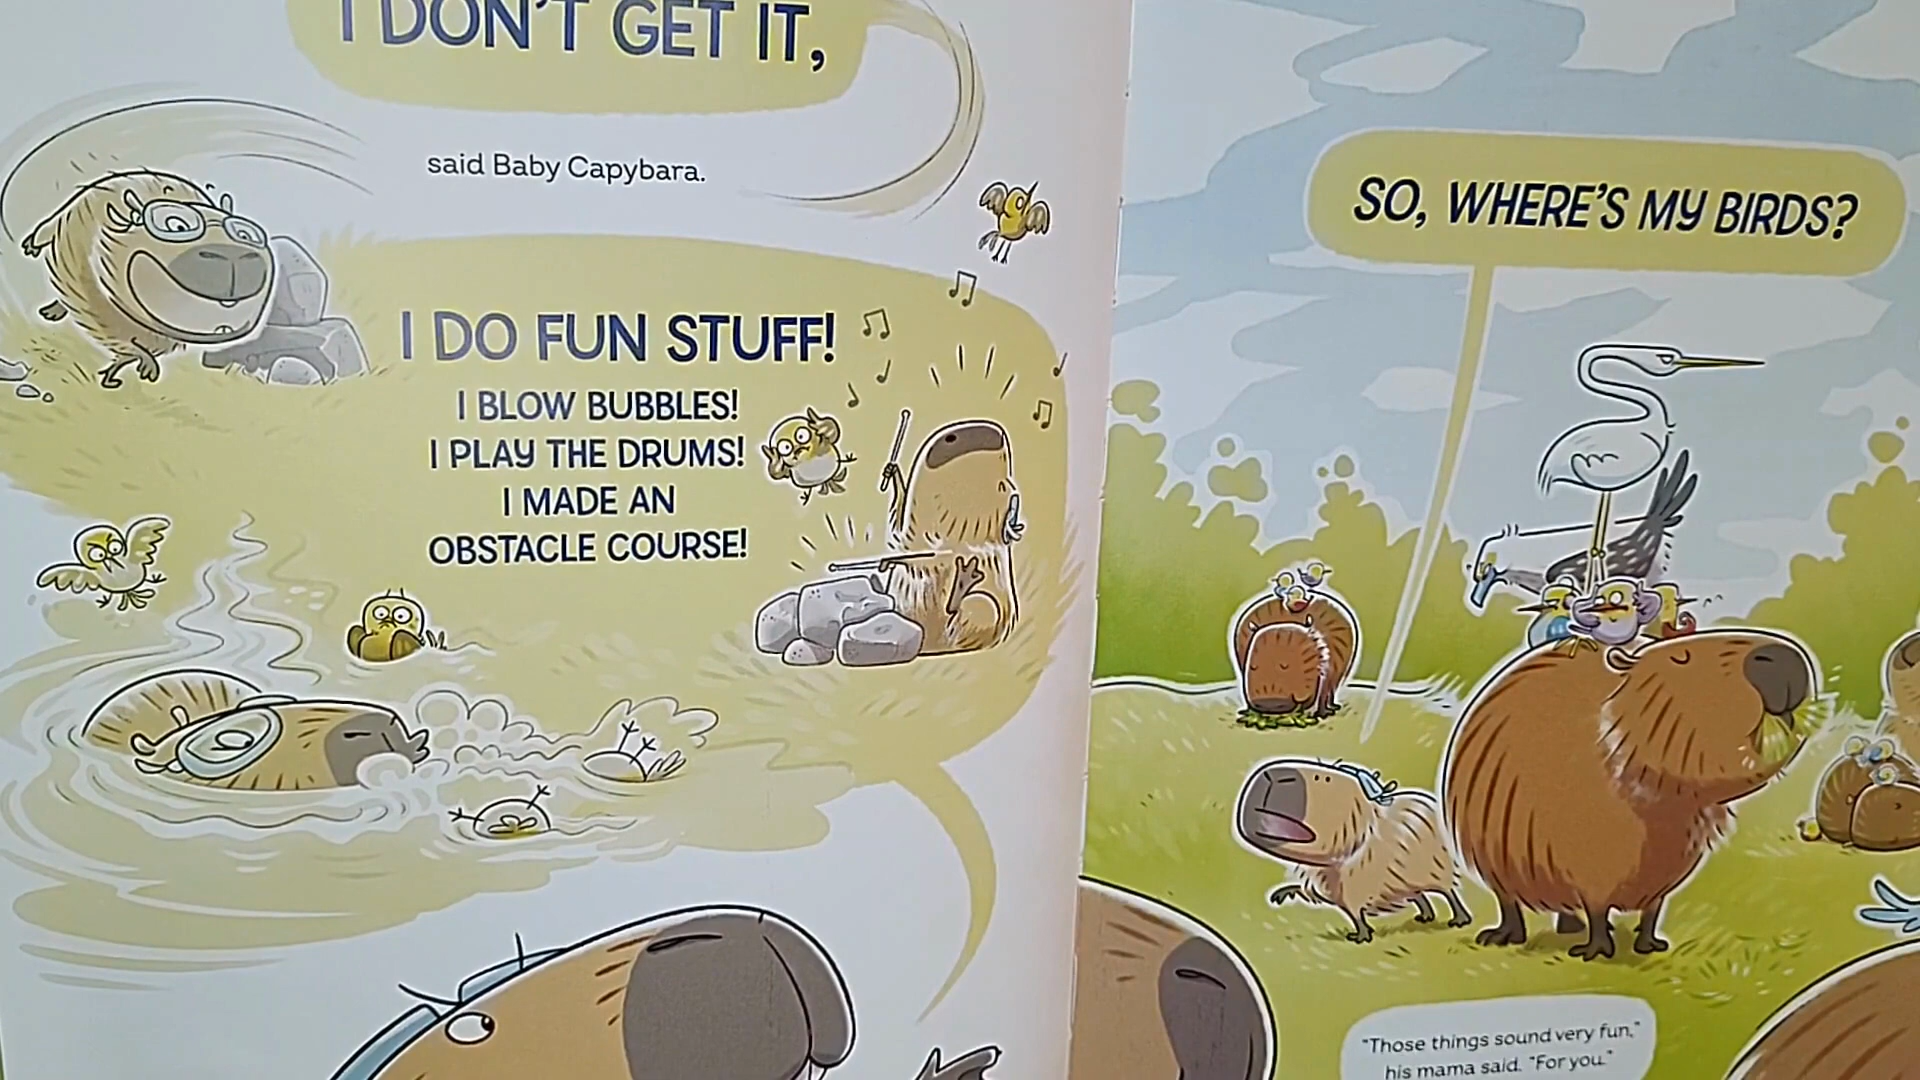 I DON'T GET IT,
said Baby Capybara.
I DO FUN STUFF!
I BLOW BUBBLES!
I PLAY THE DRUMS!
I MADE AN
OBSTACLE COURSE!
SO, WHERE'S MY BIRDS?
"Those things sound very fun,"
his mama said. "For you."